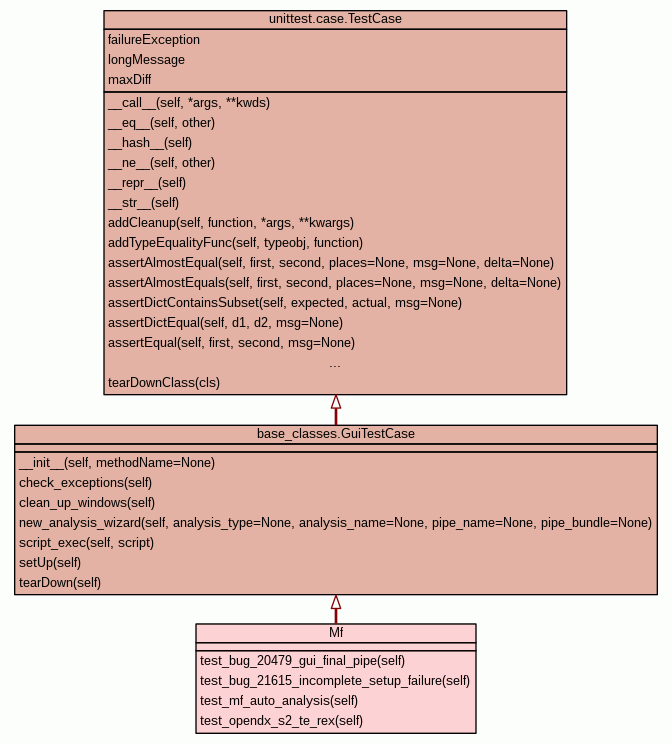 unittest.case.TestCase
failureException
longMessage
maxDiff
__call__(self, *args, **kwds)
__eq__(self, other)
__hash__(self)
__ne__(self, other)
__repr__(self)
__str__(self)
addCleanup(self, function, *args, **kwargs)
addTypeEqualityFunc(self, typeobj, function)
assertAlmostEqual(self, first, second, places=None, msg=None, delta=None)
assertAlmostEquals(self, first, second, places=None, msg=None, delta=None)
assertDictContainsSubset(self, expected, actual, msg=None)
assertDictEqual(self, d1, d2, msg=None)
assertEqual(self, first, second, msg=None)
...
tearDownClass(cls)
base_classes.GuiTestCase
__init__(self, methodName=None)
check_exceptions(self)
clean_up_windows(self)
new_analysis_wizard(self, analysis_type=None, analysis_name=None, pipe_name=None, pipe_bundle=None)
script_exec(self, script)
setUp(self)
tearDown(self)
Mf
test_bug_20479_gui_final_pipe(self)
test_bug_21615_incomplete_setup_failure(self)
test_mf_auto_analysis(self)
test_opendx_s2_te_rex(self)